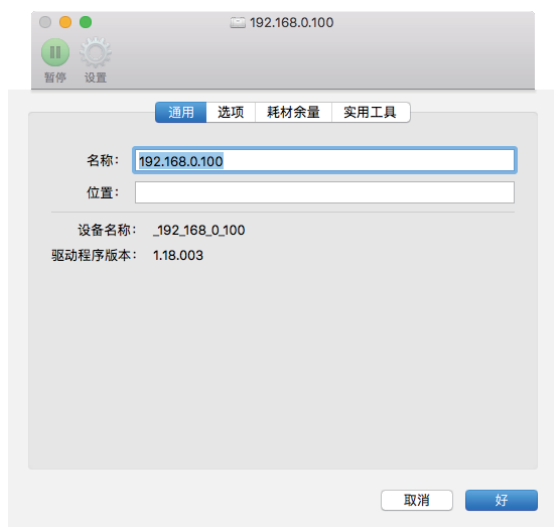 192.168.0.100
暂停 设置
通用 选项 耗材余量 实用工具
名称： 192.168.0.100
位置：
设备名称： _192_168_0_100
驱动程序版本： 1.18.003
取消 好